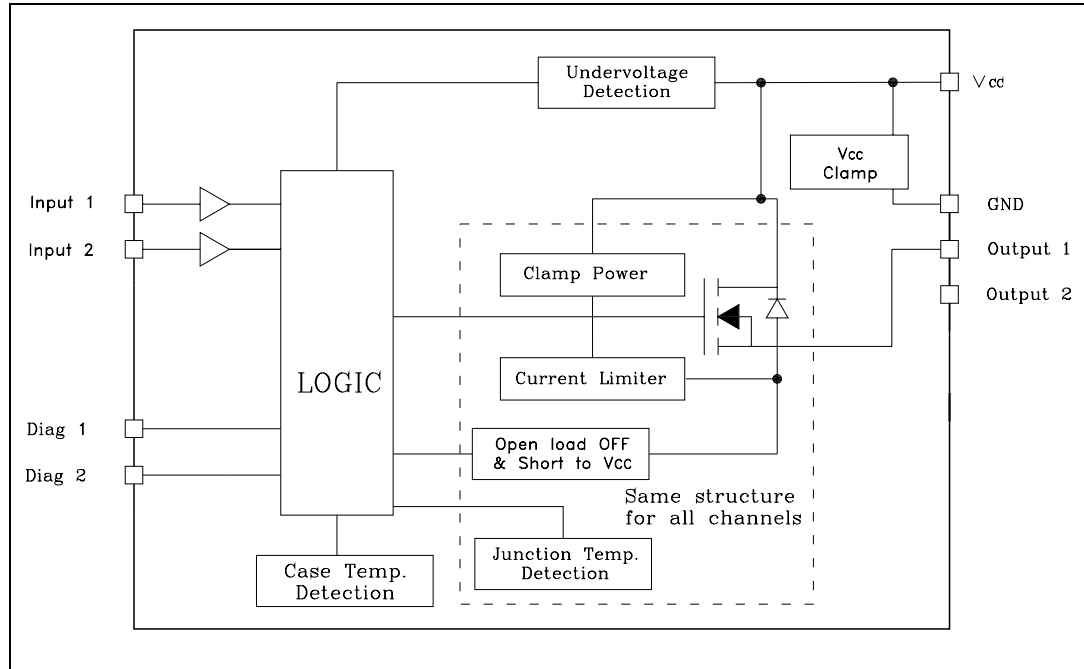 Undervoltage
Detection
Vcc
Vcc
Clamp
Input 1
GND
Input 2
Output 1
Clamp Power
Output 2
LOGIC
Current Limiter
Diag 1
Open load OFF
& Short to Vcc
Diag 2
Same structure
for all channels
Junction Temp.
Detection
Case Temp.
Detection